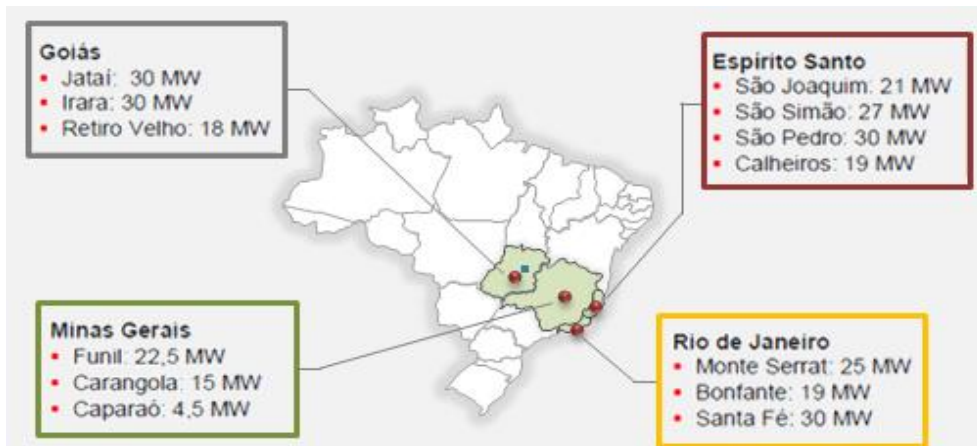 Goiás
▪ Jataí: 30 MW
▪ Irara: 30 MW
▪ Retiro Velho: 18 MW
Espírito Santo
▪ São Joaquim: 21 MW
▪ São Simão: 27 MW
▪ São Pedro: 30 MW
▪ Calheiros: 19 MW
Minas Gerais
▪ Funil: 22,5 MW
▪ Carangola: 15 MW
▪ Caparaó: 4,5 MW
Rio de Janeiro
▪ Monte Serrat: 25 MW
▪ Bonfante: 19 MW
▪ Santa Fé: 30 MW